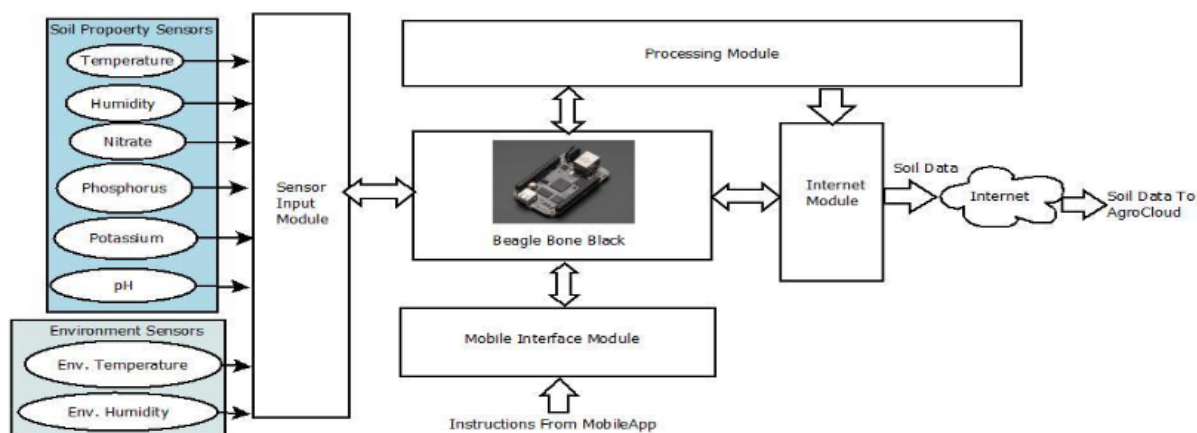 Soil Propoerty Sensors
Temperature
Humidity
Nitrate
Phosphorus
Potassium
pH
Environment Sensors
Env. Temperature
Env. Humidity
Sensor
Input
Module
Processing Module
Beagle Bone Black
Mobile Interface Module
Instructions From MobileApp
Internet
Module
Soil Data
Internet
Soil Data To
AgroCloud